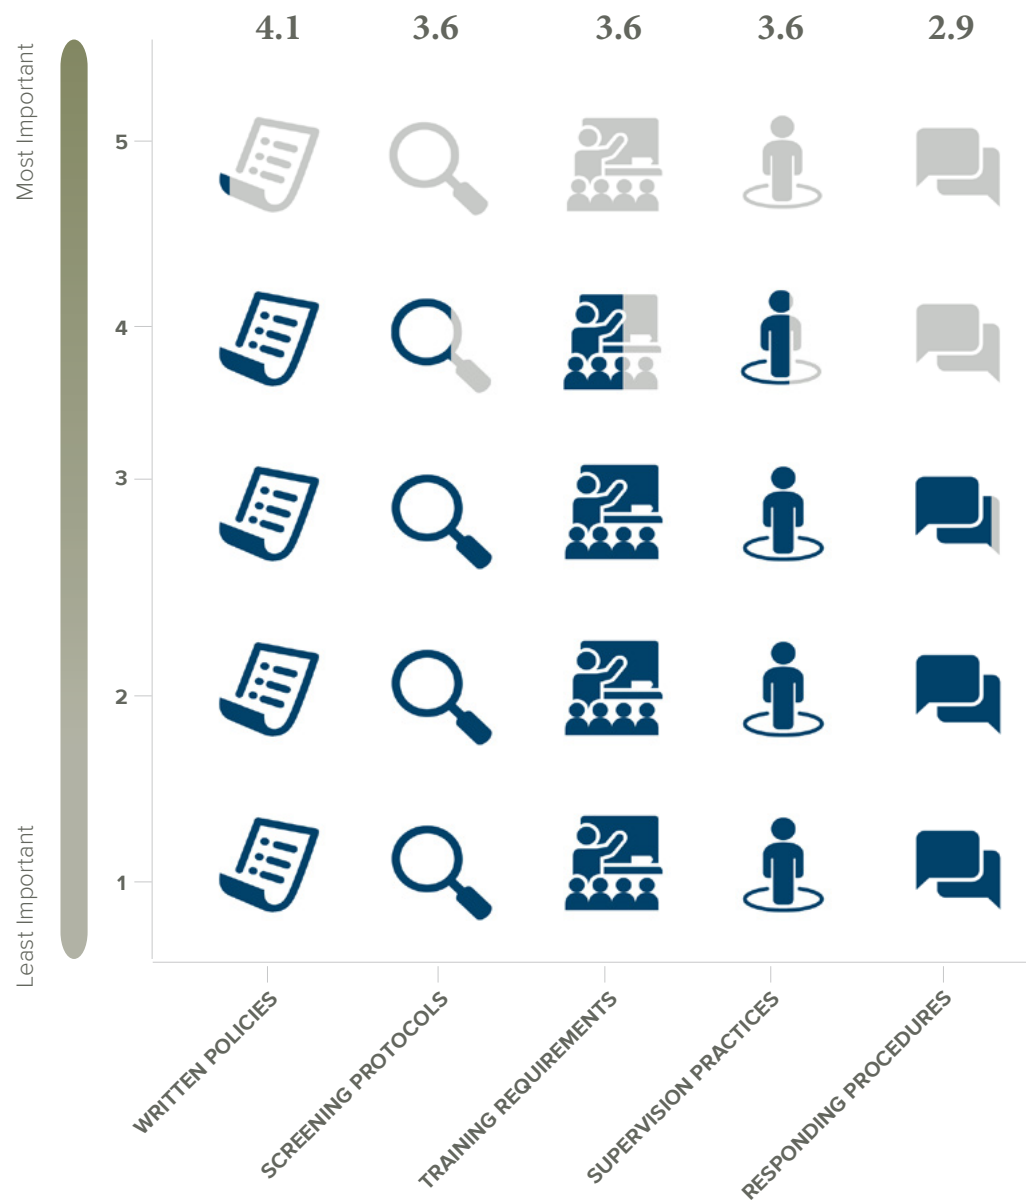 4.1 3.6 3.6 3.6 2.9
Most Important
5
4
3
2
1
Least Important
WRITTEN POLICIES
SCREENING PROTOCOLS
TRAINING REQUIREMENTS
SUPERVISION PRACTICES
RESPONDING PROCEDURES